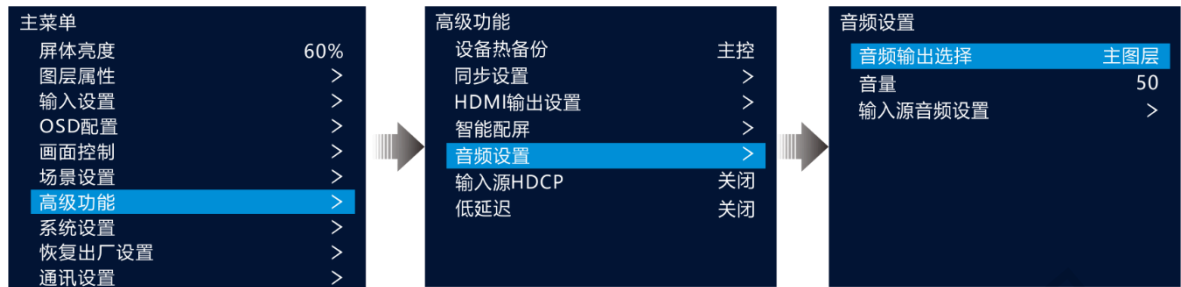 主菜单
屏体亮度 60%
图层属性 >
输入设置 >
OSD配置 >
画面控制 >
场景设置 >
高级功能 >
系统设置 >
恢复出厂设置 >
通讯设置 >
高级功能
设备热备份 主控
同步设置 >
HDMI输出设置 >
智能配屏 >
音频设置 >
输入源HDCP 关闭
低延迟 关闭
音频设置
音频输出选择 主图层
音量 50
输入源音频设置 >